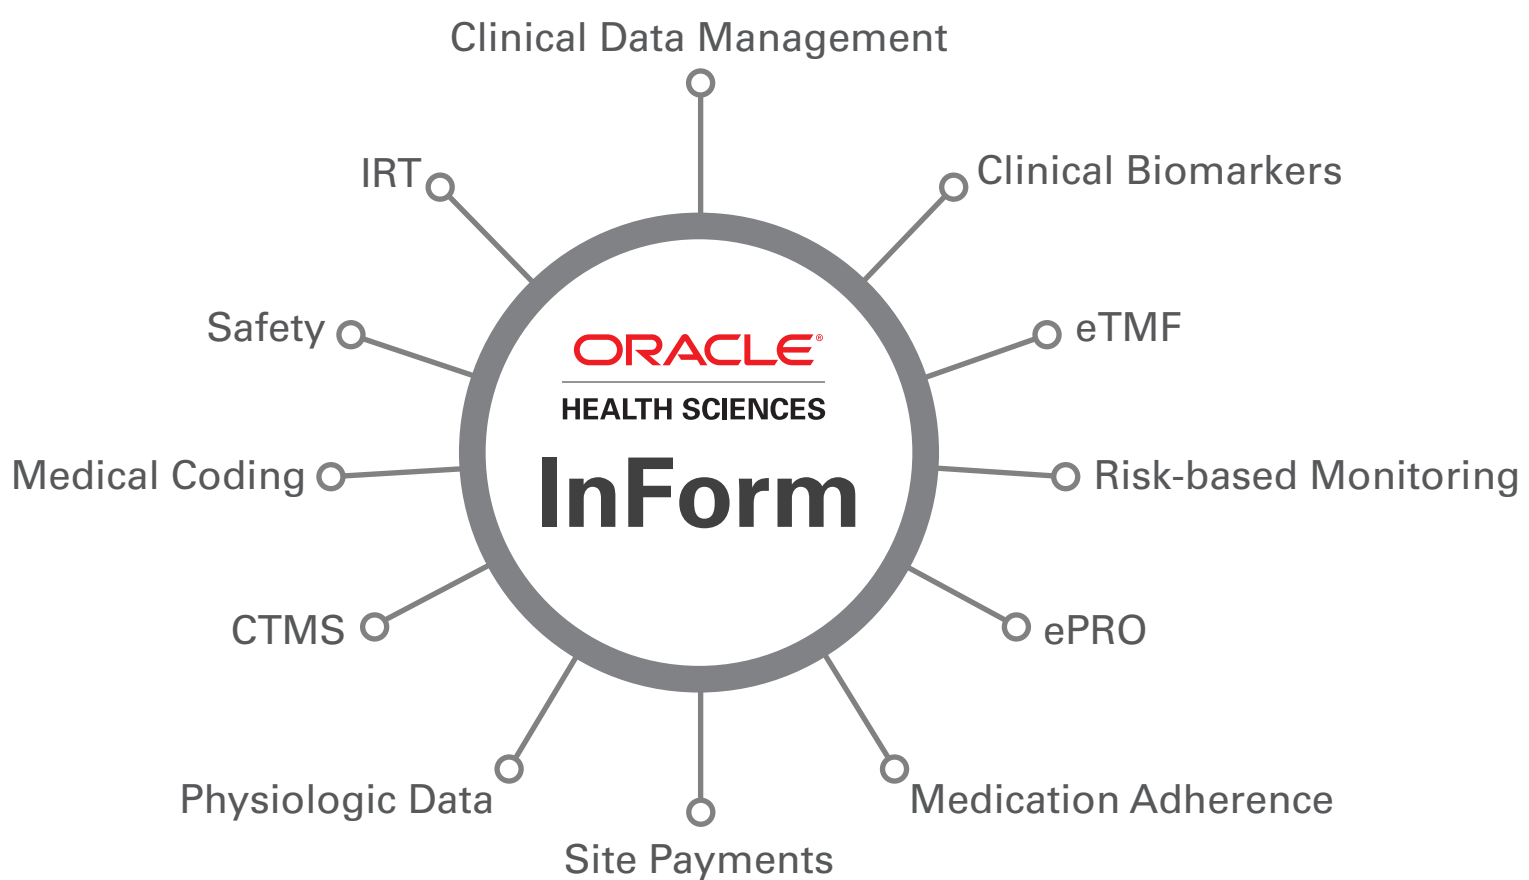 Clinical Data Management
IRT
Clinical Biomarkers
Safety
eTMF
ORACLE®
HEALTH SCIENCES
InForm
Medical Coding
Risk-based Monitoring
CTMS
ePRO
Physiologic Data
Medication Adherence
Site Payments